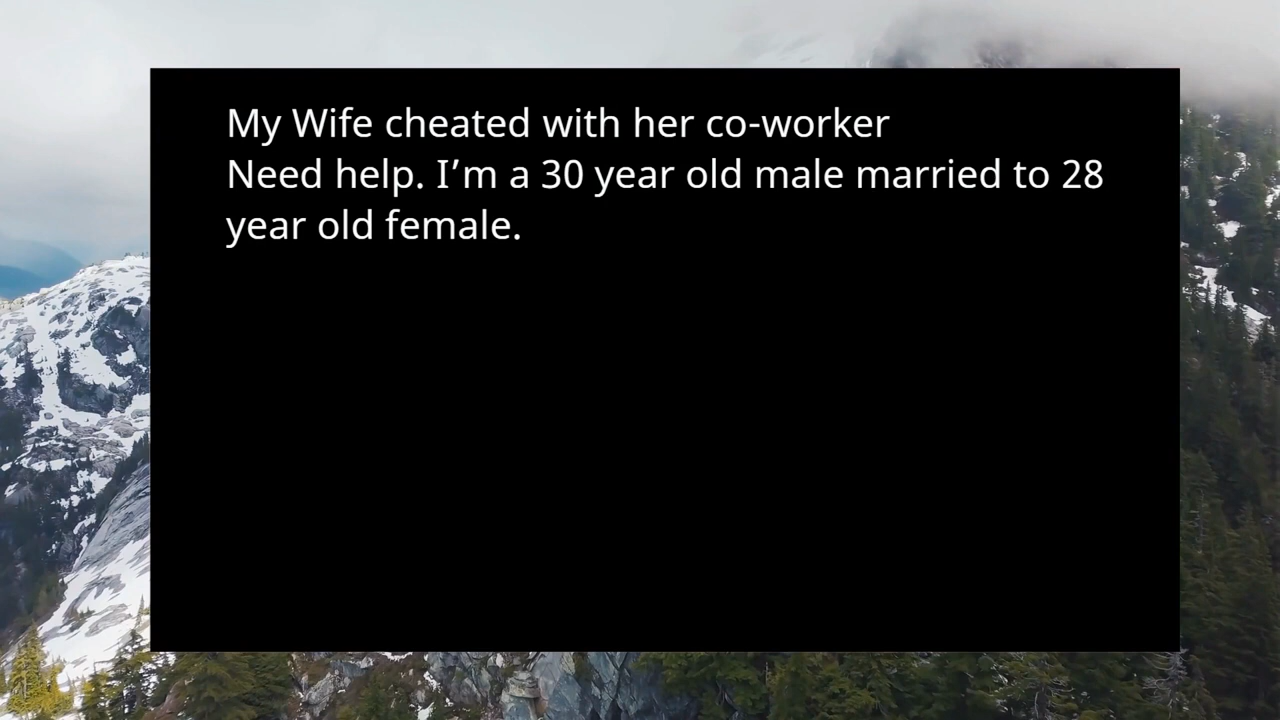 My Wife cheated with her co-worker
Need help. I’m a 30 year old male married to 28
year old female.